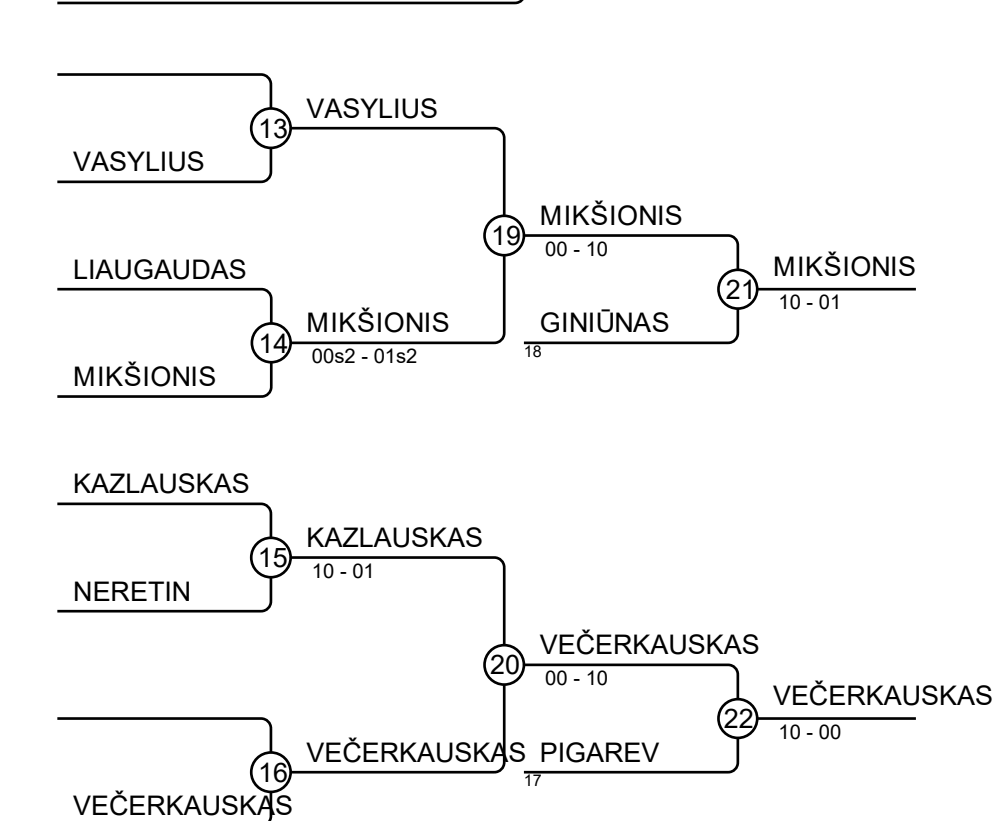 VASYLIUS
13
VASYLIUS
MIKŠIONIS
19
00 - 10
LIAUGAUDAS
MIKŠIONIS
21
10 - 01
MIKŠIONIS
14
00s2 - 01s2
GINIŪNAS
18
MIKŠIONIS
KAZLAUSKAS
KAZLAUSKAS
15
10 - 01
NERETIN
VEČERKAUSKAS
20
00 - 10
VEČERKAUSKAS
22
10 - 00
VEČERKAUSKAS
16
PIGAREV
17
VEČERKAUSKAS